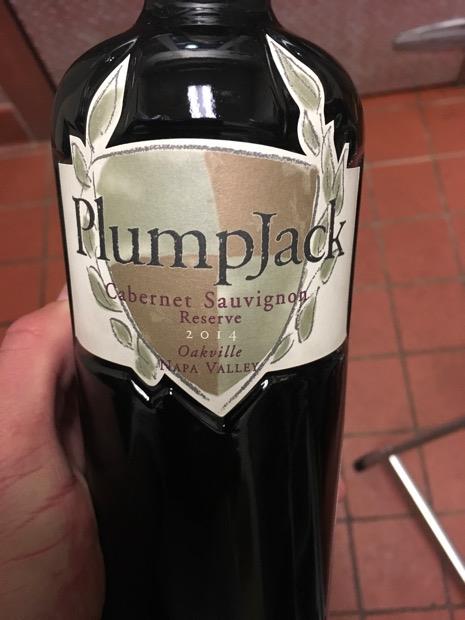 PlumpJack
Cabernet Sauvignon
Reserve
2014
Oakville
Napa Valley